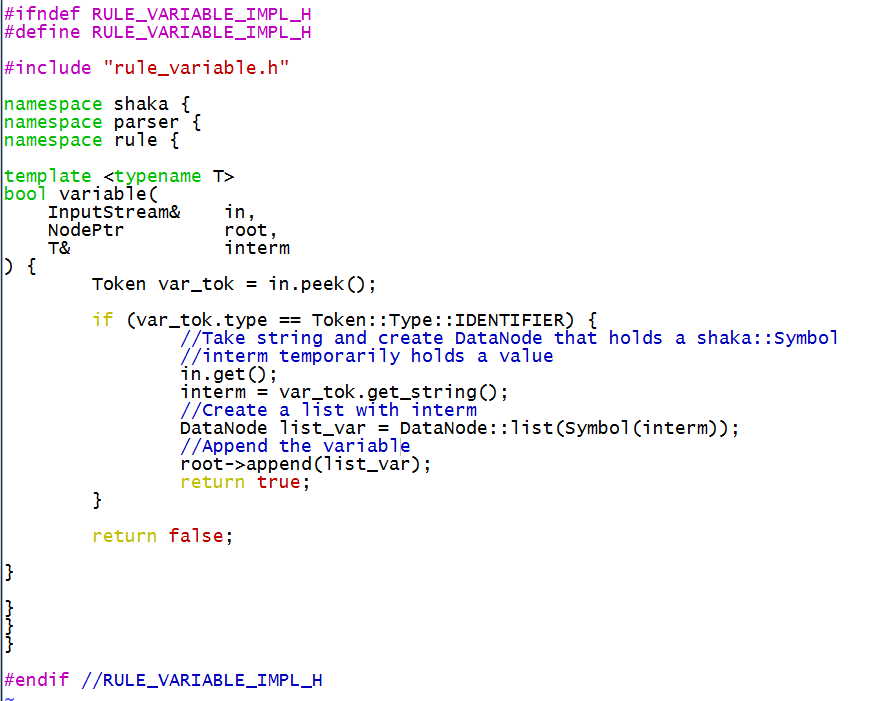 #ifndef RULE_VARIABLE_IMPL_H
#define RULE_VARIABLE_IMPL_H
#include "rule_variable.h"
namespace shaka {
namespace parser {
namespace rule {
template <typename T>
bool variable(
    InputStream&    in,
    NodePtr         root,
    T&              interm
) {
        Token var_tok = in.peek();
        if (var_tok.type == Token::Type::IDENTIFIER) {
                //Take string and create DataNode that holds a shaka::Symbol
                //interm temporarily holds a value
                in.get();
                interm = var_tok.get_string();
                //Create a list with interm
                DataNode list_var = DataNode::list(Symbol(interm));
                //Append the variable
                root->append(list_var);
                return true;
        }
        return false;
}
}
}
}
#endif //RULE_VARIABLE_IMPL_H
~